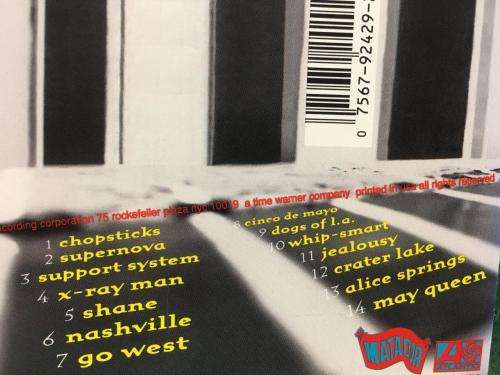 0 7567-92429-
cording corporation 75 rockefeller plaza nyc 10019 a time warner company printed in usa all rights reserved
1 chopsticks
2 supernova
3 support system
4 x-ray man
5 shane
6 nashville
7 go west
8 cinco de mayo
9 dogs of l.a.
10 whip-smart
11 jealousy
12 crater lake
13 alice springs
14 may queen
MATADOR
ATLANTIC